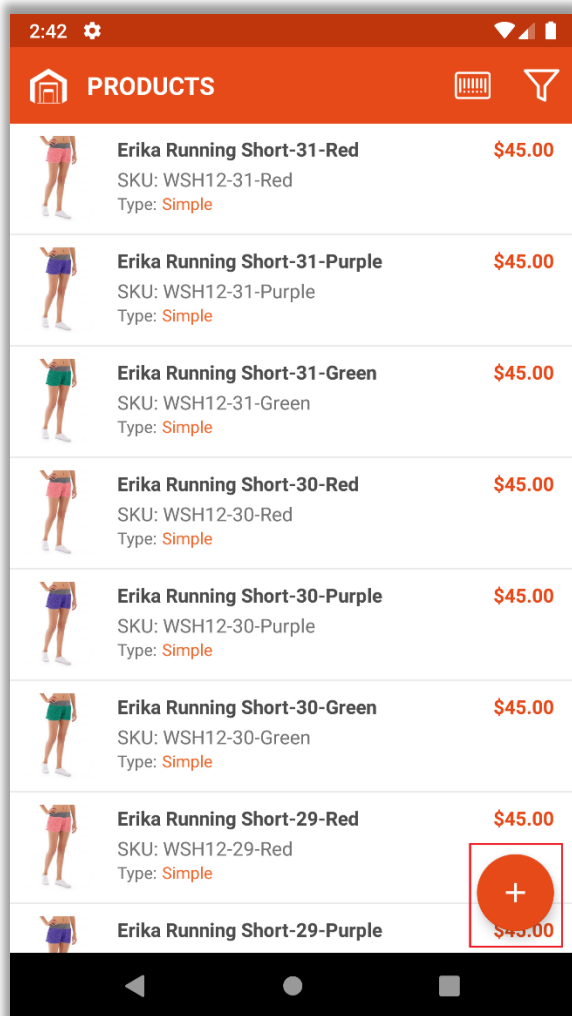 2:42
PRODUCTS
Erika Running Short-31-Red $45.00
SKU: WSH12-31-Red
Type: Simple
Erika Running Short-31-Purple $45.00
SKU: WSH12-31-Purple
Type: Simple
Erika Running Short-31-Green $45.00
SKU: WSH12-31-Green
Type: Simple
Erika Running Short-30-Red $45.00
SKU: WSH12-30-Red
Type: Simple
Erika Running Short-30-Purple $45.00
SKU: WSH12-30-Purple
Type: Simple
Erika Running Short-30-Green $45.00
SKU: WSH12-30-Green
Type: Simple
Erika Running Short-29-Red $45.00
SKU: WSH12-29-Red
Type: Simple
+
Erika Running Short-29-Purple $45.00